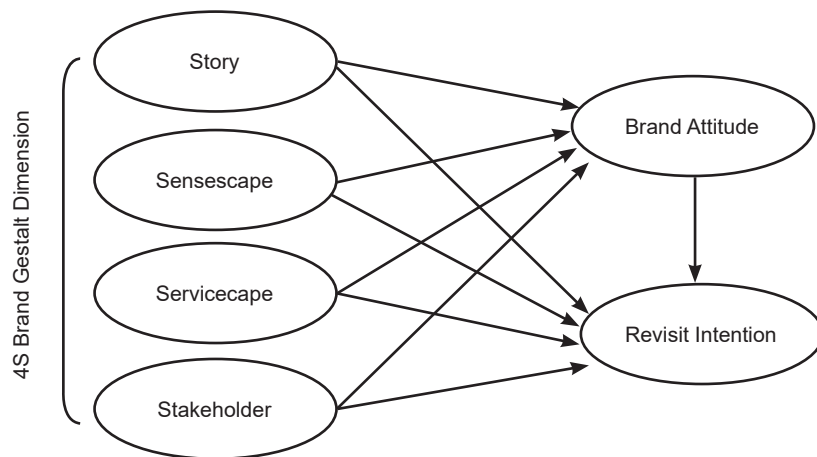 4S Brand Gestalt Dimension
Story
Sensescape
Servicecape
Stakeholder
Brand Attitude
Revisit Intention